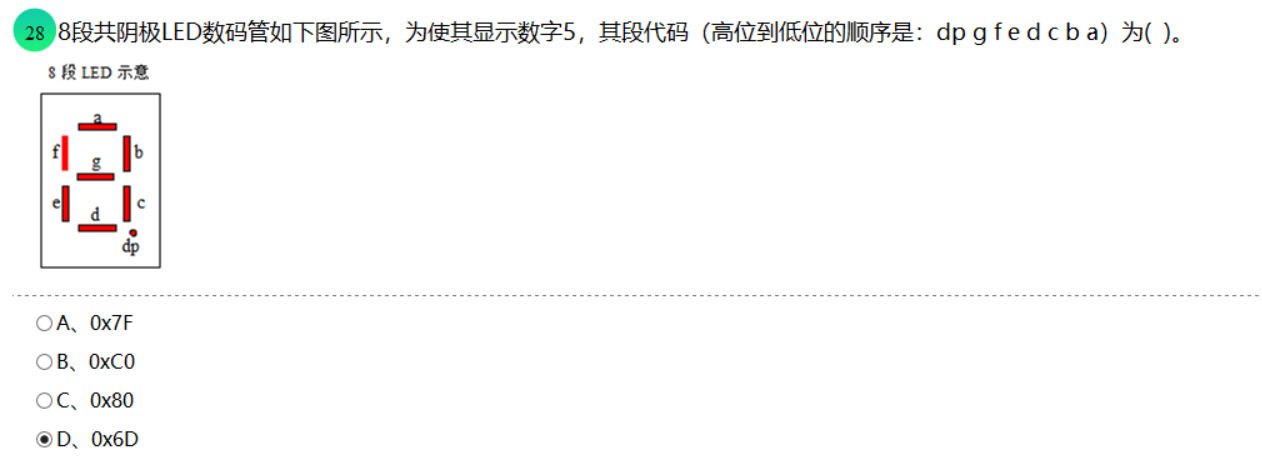 28 8段共阴极LED数码管如下图所示，为使其显示数字5，其段代码（高位到低位的顺序是：dp g f e d c b a）为( )。
8 段 LED 示意
a
f
b
g
e
c
d
dp
A、0x7F
B、0xC0
C、0x80
D、0x6D